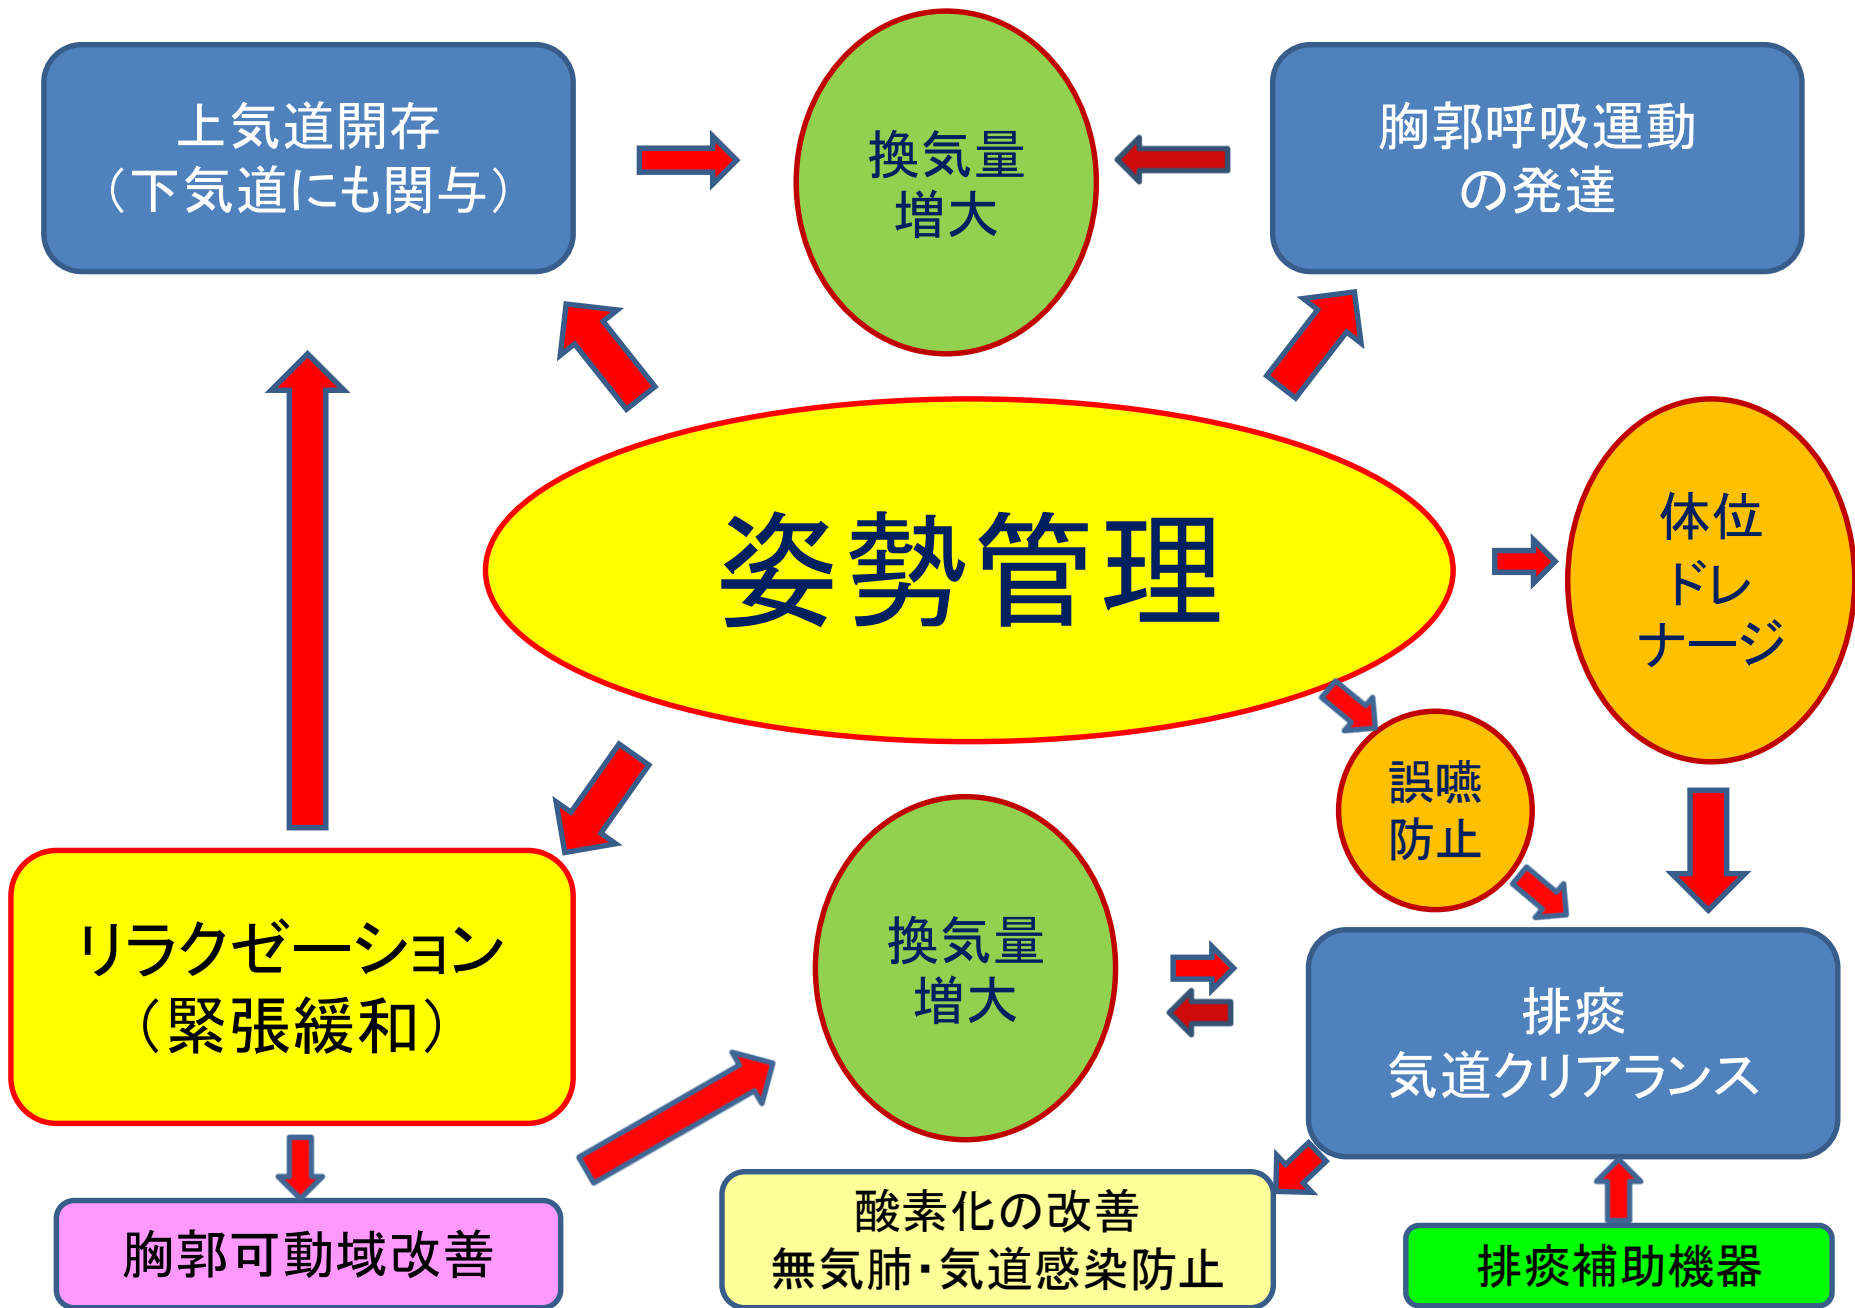 上気道開存
（下気道にも関与）
換気量
増大
胸郭呼吸運動
の発達
姿勢管理
体位
ドレ
ナージ
誤嚥
防止
リラクゼーション
（緊張緩和）
換気量
増大
排痰
気道クリアランス
胸郭可動域改善
酸素化の改善
無気肺・気道感染防止
排痰補助機器